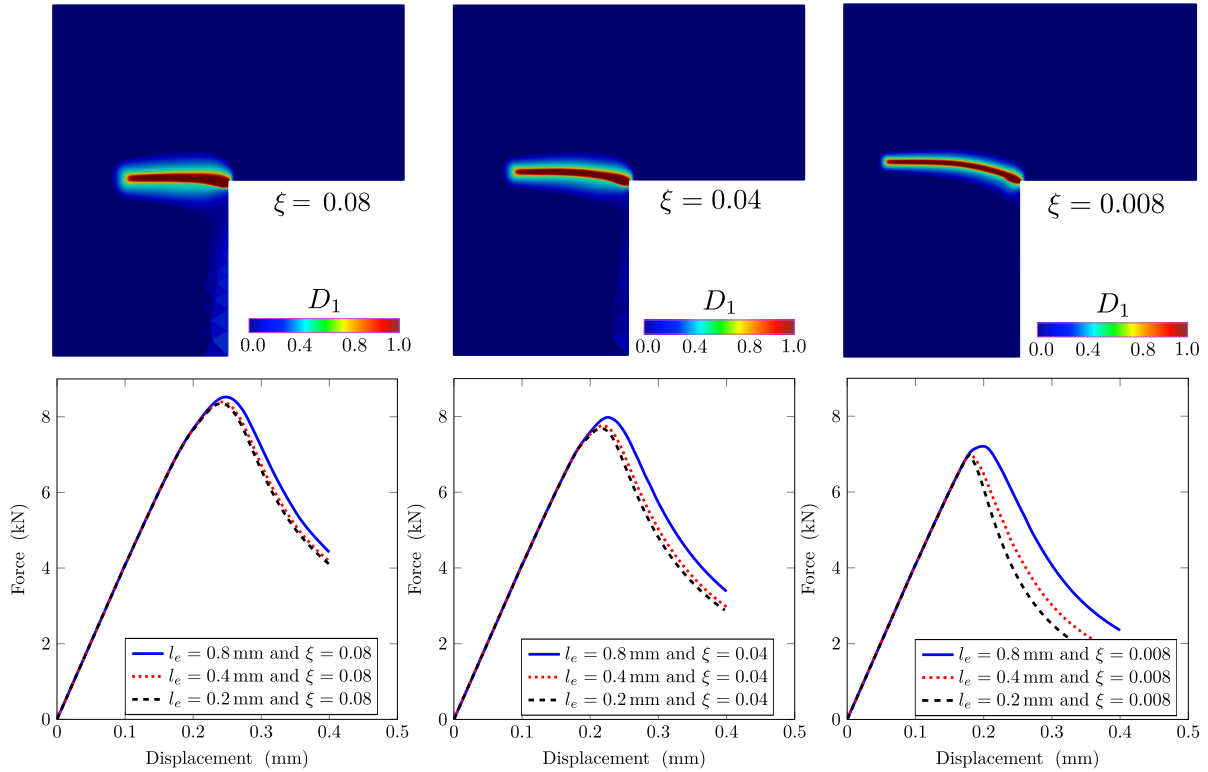 ξ = 0.08
D1
0.0 0.4 0.8 1.0
ξ = 0.04
D1
0.0 0.4 0.8 1.0
ξ = 0.008
D1
0.0 0.4 0.8 1.0
8
6
4
2
0
0 0.1 0.2 0.3 0.4 0.5
Force (kN)
Displacement (mm)
le = 0.8 mm and ξ = 0.08
le = 0.4 mm and ξ = 0.08
le = 0.2 mm and ξ = 0.08
8
6
4
2
0
0 0.1 0.2 0.3 0.4 0.5
Force (kN)
Displacement (mm)
le = 0.8 mm and ξ = 0.04
le = 0.4 mm and ξ = 0.04
le = 0.2 mm and ξ = 0.04
8
6
4
2
0
0 0.1 0.2 0.3 0.4 0.5
Force (kN)
Displacement (mm)
le = 0.8 mm and ξ = 0.008
le = 0.4 mm and ξ = 0.008
le = 0.2 mm and ξ = 0.008